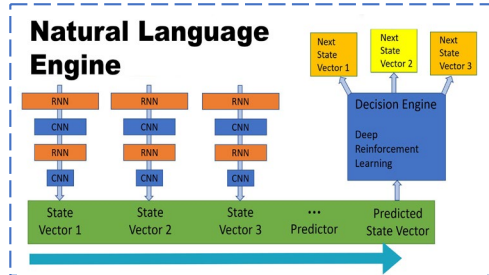 Natural Language
Engine
Next
State
Vector 1
Next
State
Vector 2
Next
State
Vector 3
RNN
RNN
RNN
CNN
CNN
CNN
RNN
RNN
RNN
CNN
CNN
CNN
Decision Engine
Deep
Reinforcement
Learning
State
Vector 1
State
Vector 2
State
Vector 3
...
Predictor
Predicted
State Vector